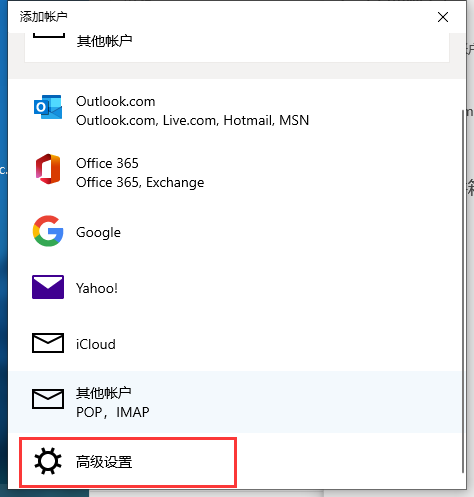 添加帐户
其他帐户
Outlook.com
Outlook.com, Live.com, Hotmail, MSN
Office 365
Office 365, Exchange
Google
Yahoo!
iCloud
其他帐户
POP，IMAP
高级设置